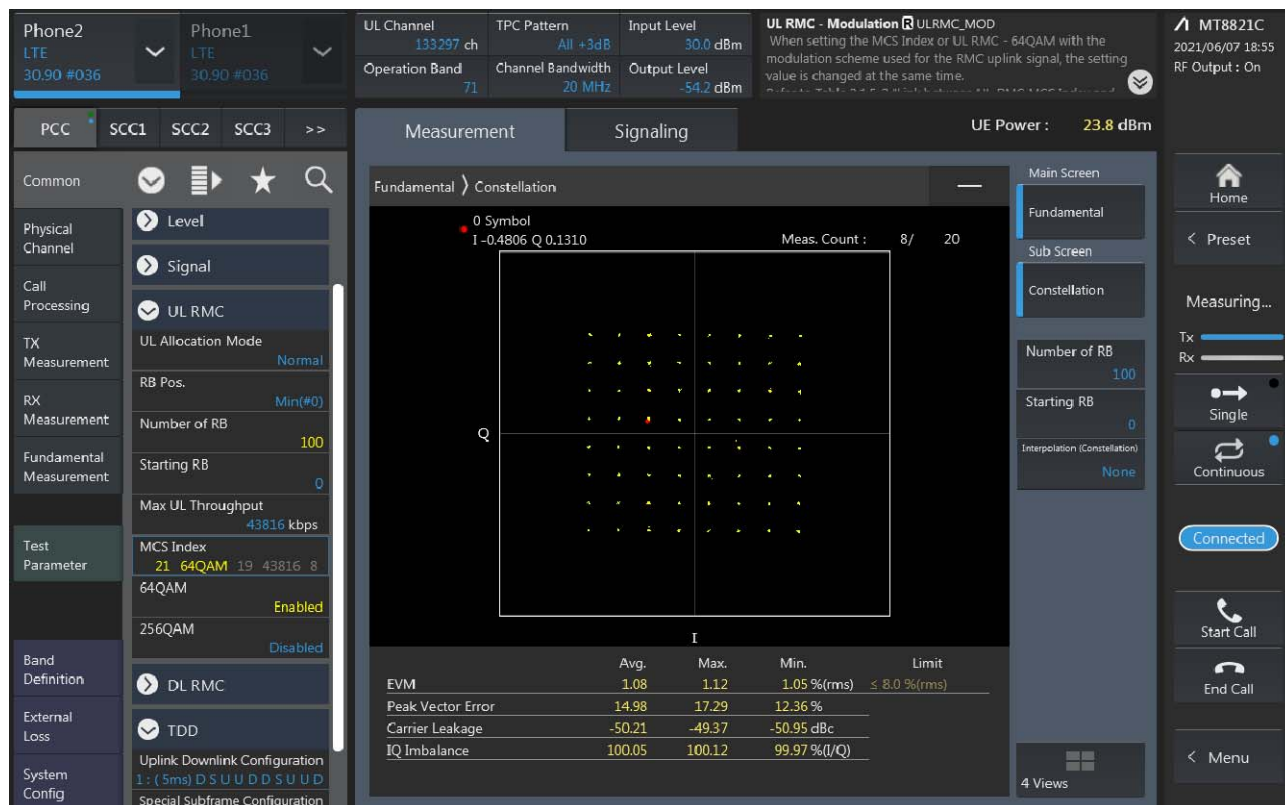 Phone2
LTE
30.90 #036
Phone1
LTE
30.90 #036
UL Channel
133297 ch
Operation Band
71
TPC Pattern
All +3dB
Channel Bandwidth
20 MHz
Input Level
30.0 dBm
Output Level
-54.2 dBm
UL RMC - Modulation R ULRMC_MOD
When setting the MCS Index or UL RMC - 64QAM with the
modulation scheme used for the RMC uplink signal, the setting
value is changed at the same time.
MT8821C
2021/06/07 18:55
RF Output : On
PCC SCC1 SCC2 SCC3 >>
Measurement Signaling
UE Power : 23.8 dBm
Common
Physical
Channel
Call
Processing
TX
Measurement
RX
Measurement
Fundamental
Measurement
Test
Parameter
Band
Definition
External
Loss
System
Config
Level
Signal
UL RMC
UL Allocation Mode
Normal
RB Pos.
Min(#0)
Number of RB
100
Starting RB
0
Max UL Throughput
43816 kbps
MCS Index
21 64QAM 19 43816 8
64QAM
Enabled
256QAM
Disabled
DL RMC
TDD
Uplink Downlink Configuration
1 : ( 5ms) D S U U D D S U U D
Special Subframe Configuration
Fundamental ⟩ Constellation
0 Symbol
I -0.4806 Q 0.1310
Meas. Count : 8/ 20
Q
I
Avg. Max. Min. Limit
EVM 1.08 1.12 1.05 %(rms) ≤ 8.0 %(rms)
Peak Vector Error 14.98 17.29 12.36 %
Carrier Leakage -50.21 -49.37 -50.95 dBc
IQ Imbalance 100.05 100.12 99.97 %(I/Q)
Main Screen
Fundamental
Sub Screen
Constellation
Number of RB
100
Starting RB
0
Interpolation (Constellation)
None
4 Views
Home
< Preset
Measuring...
Tx
Rx
Single
Continuous
Connected
Start Call
End Call
< Menu